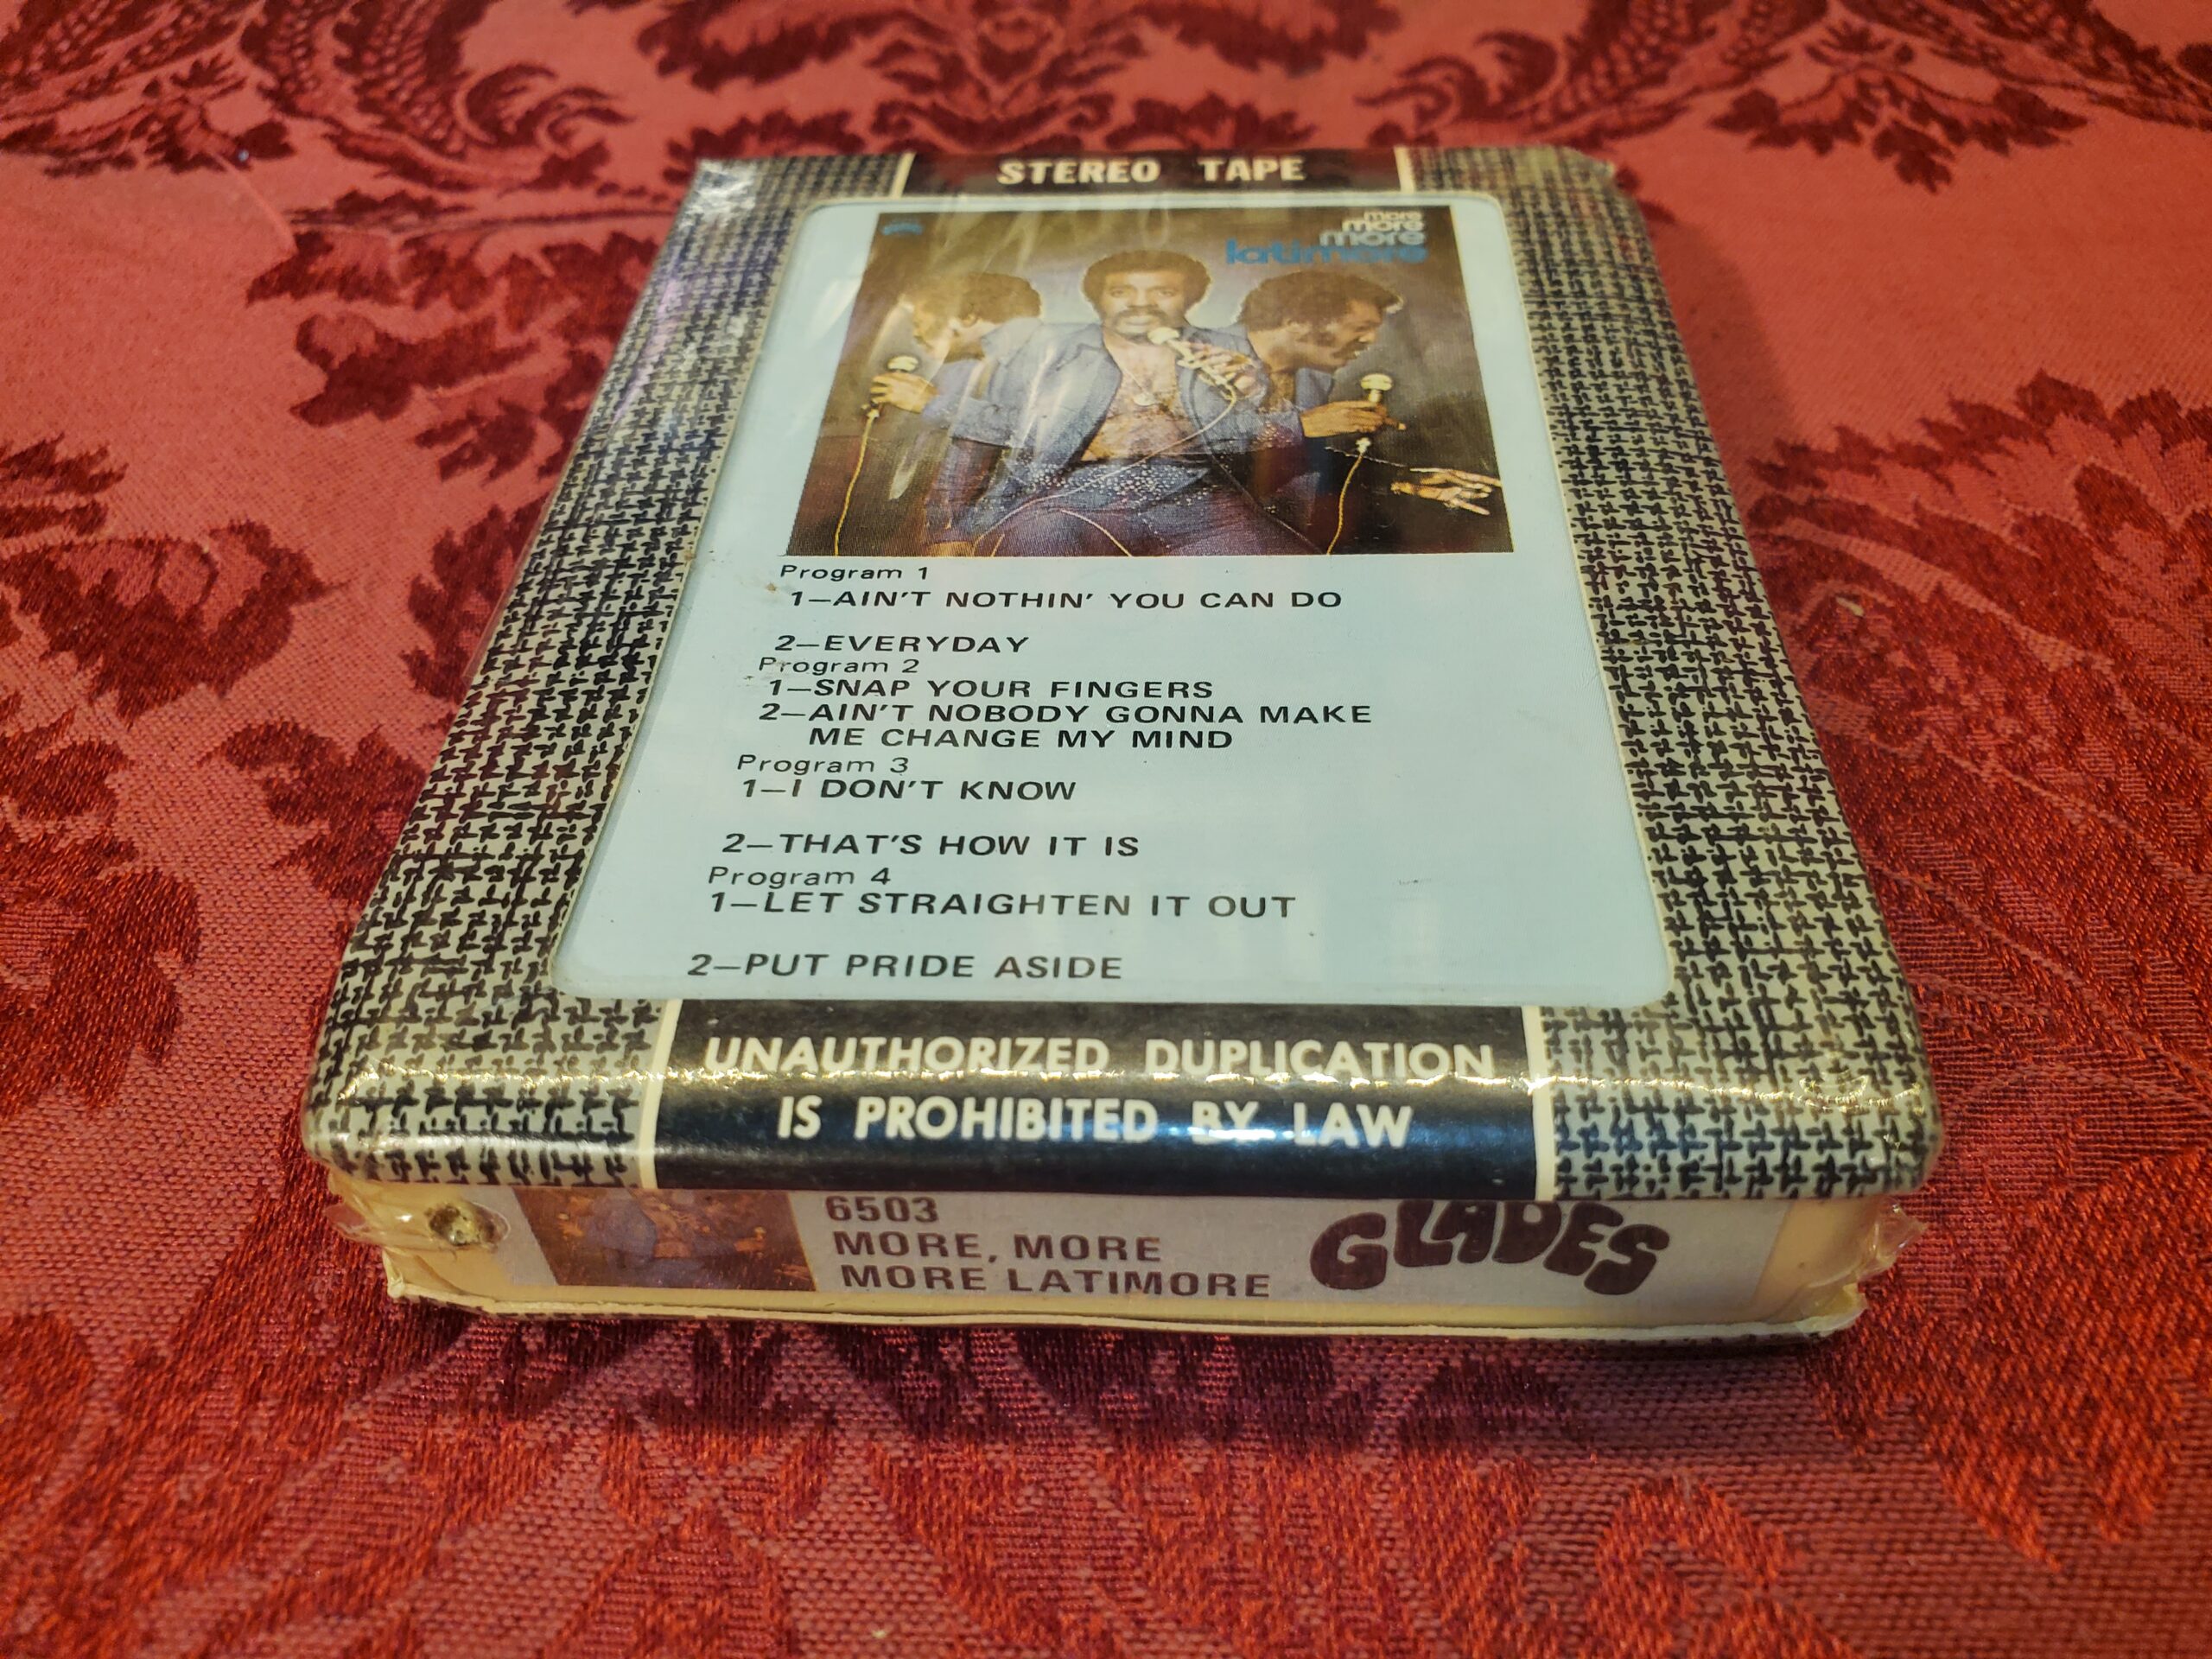 STEREO TAPE
more
more
more
latimore
Program 1
1—AIN'T NOTHIN' YOU CAN DO
2—EVERYDAY
Program 2
1—SNAP YOUR FINGERS
2—AIN'T NOBODY GONNA MAKE
ME CHANGE MY MIND
Program 3
1—I DON'T KNOW
2—THAT'S HOW IT IS
Program 4
1—LET STRAIGHTEN IT OUT
2—PUT PRIDE ASIDE
UNAUTHORIZED DUPLICATION
IS PROHIBITED BY LAW
6503
MORE, MORE
MORE LATIMORE
GLADES